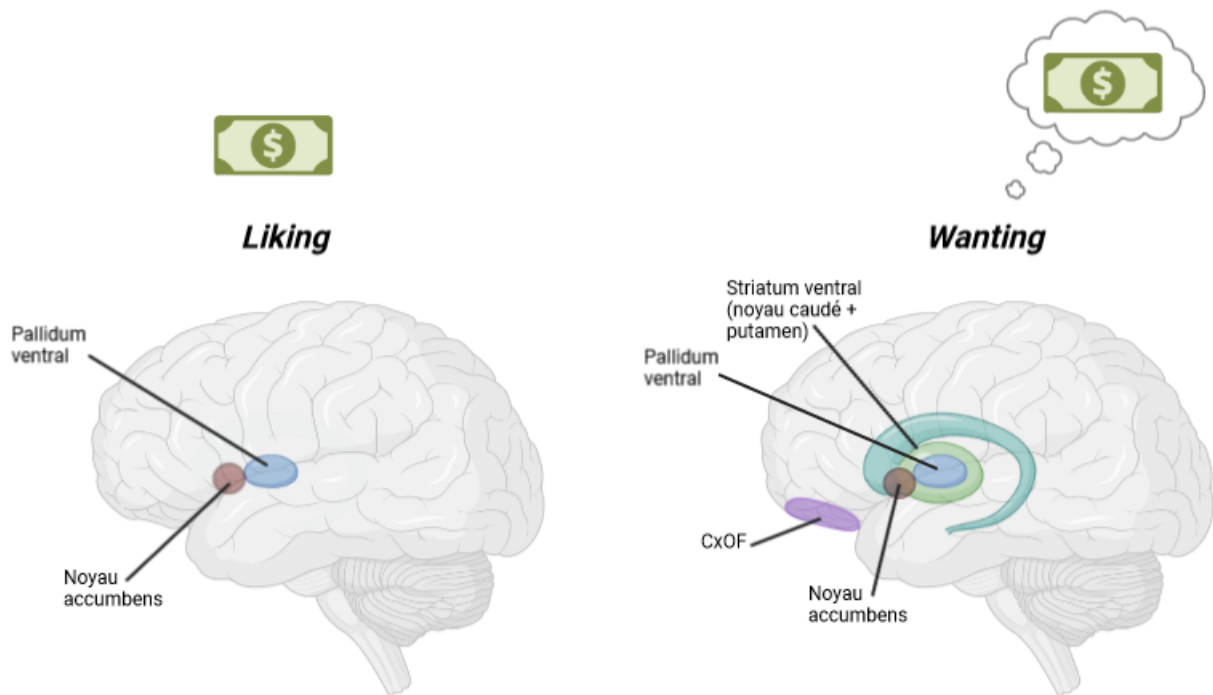 $
$
Liking
Wanting
Pallidum
ventral
Noyau
accumbens
Striatum ventral
(noyau caudé +
putamen)
Pallidum
ventral
CxOF
Noyau
accumbens